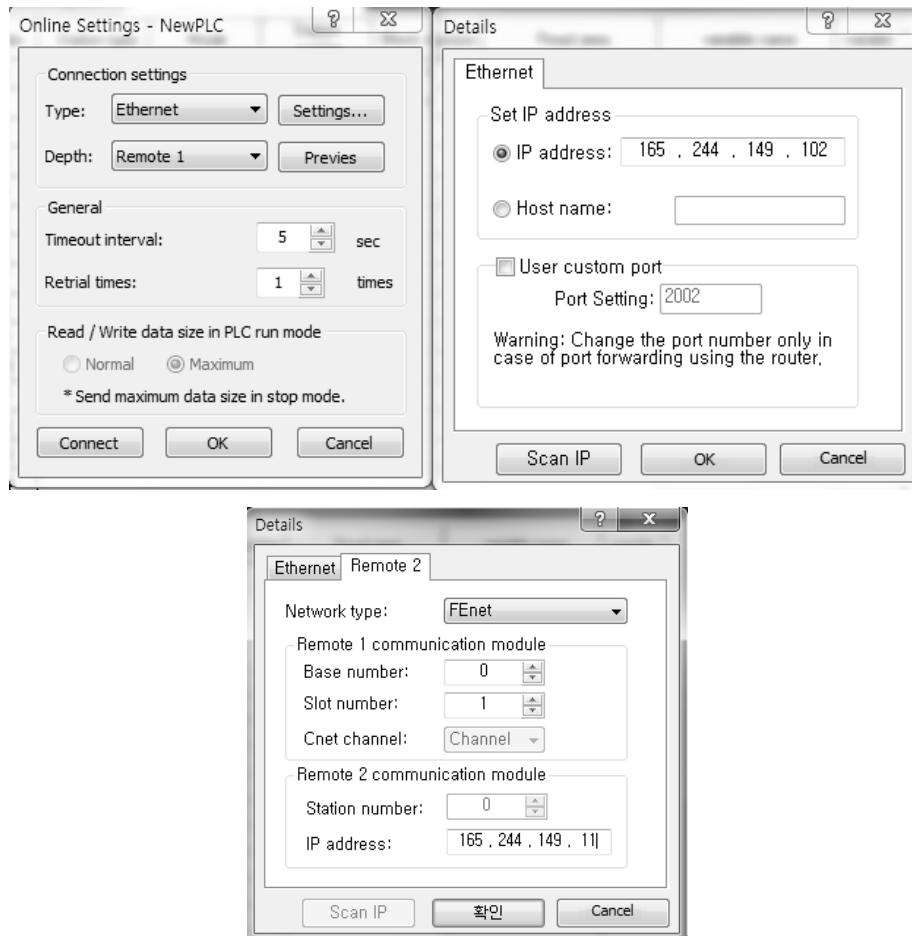 Online Settings - NewPLC
Connection settings
Type: Ethernet Settings...
Depth: Remote 1 Previes
General
Timeout interval: 5 sec
Retrial times: 1 times
Read / Write data size in PLC run mode
Normal Maximum
* Send maximum data size in stop mode.
Connect OK Cancel
Details
Ethernet
Set IP address
IP address: 165 . 244 . 149 . 102
Host name:
User custom port
Port Setting: 2002
Warning: Change the port number only in
case of port forwarding using the router,
Scan IP OK Cancel
Details
Ethernet Remote 2
Network type: FEnet
Remote 1 communication module
Base number: 0
Slot number: 1
Cnet channel: Channel
Remote 2 communication module
Station number: 0
IP address: 165 . 244 . 149 . 11
Scan IP 확인 Cancel